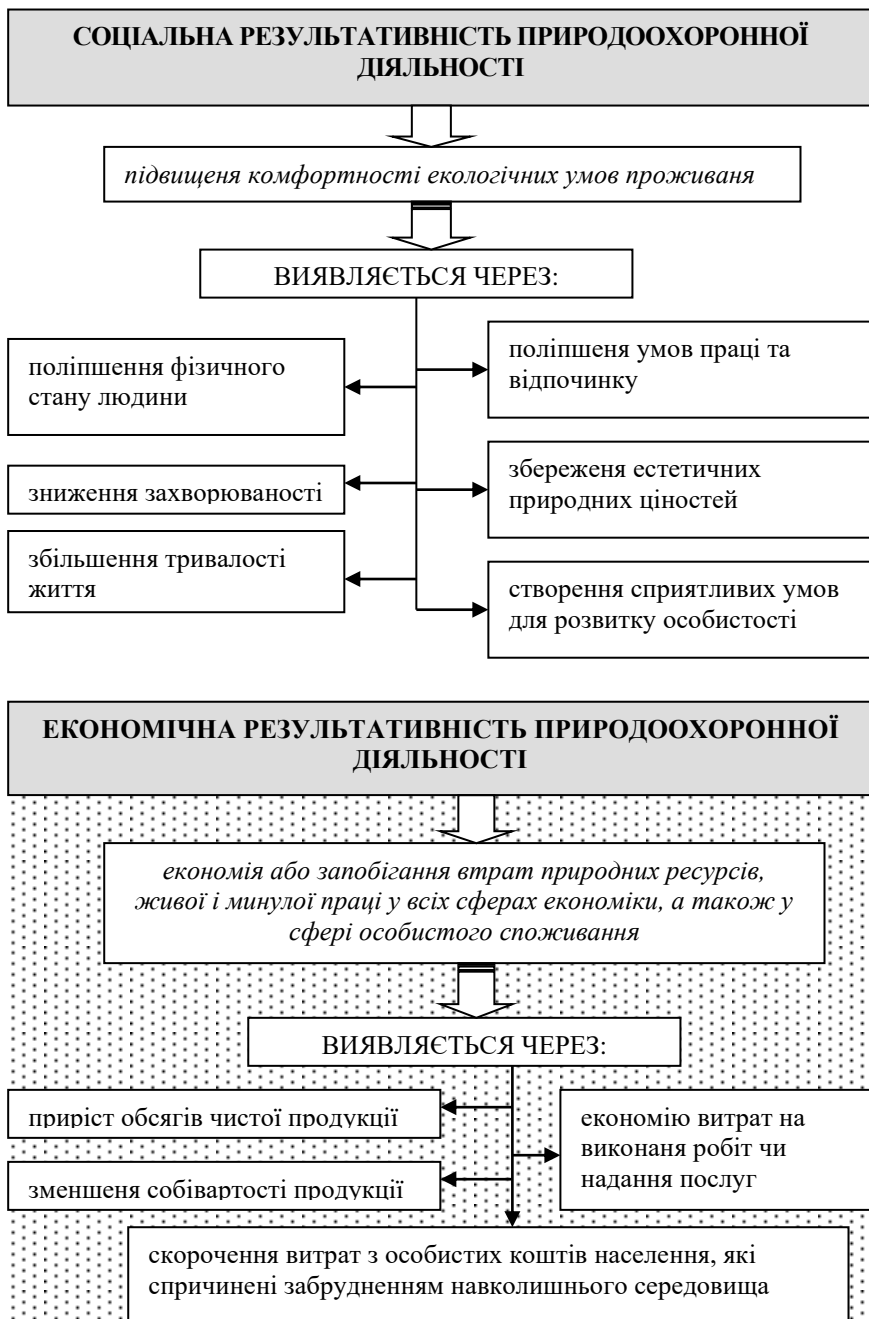 СОЦІАЛЬНА РЕЗУЛЬТАТИВНІСТЬ ПРИРОДООХОРОННОЇ
ДІЯЛЬНОСТІ
підвищеня комфортності екологічних умов проживаня
ВИЯВЛЯЄТЬСЯ ЧЕРЕЗ:
поліпшення фізичного
стану людини
поліпшеня умов праці та
відпочинку
зниження захворюваності
збереженя естетичних
природних ціностей
збільшення тривалості
життя
створення сприятливих умов
для розвитку особистості
ЕКОНОМІЧНА РЕЗУЛЬТАТИВНІСТЬ ПРИРОДООХОРОННОЇ
ДІЯЛЬНОСТІ
економія або запобігання втрат природних ресурсів,
живої і минулої праці у всіх сферах економіки, а також у
сфері особистого споживання
ВИЯВЛЯЄТЬСЯ ЧЕРЕЗ:
приріст обсягів чистої продукції
економію витрат на
виконаня робіт чи
надання послуг
зменшеня собівартості продукції
скорочення витрат з особистих коштів населення, які
спричинені забрудненням навколишнього середовища